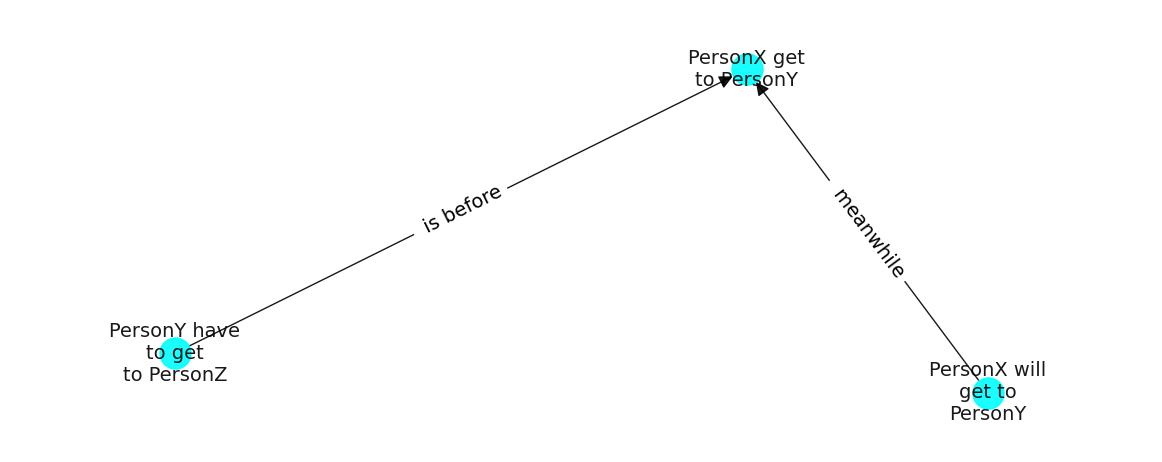 PersonX get
to PersonY
is before
meanwhile
PersonY have
to get
to PersonZ
PersonX will
get to
PersonY